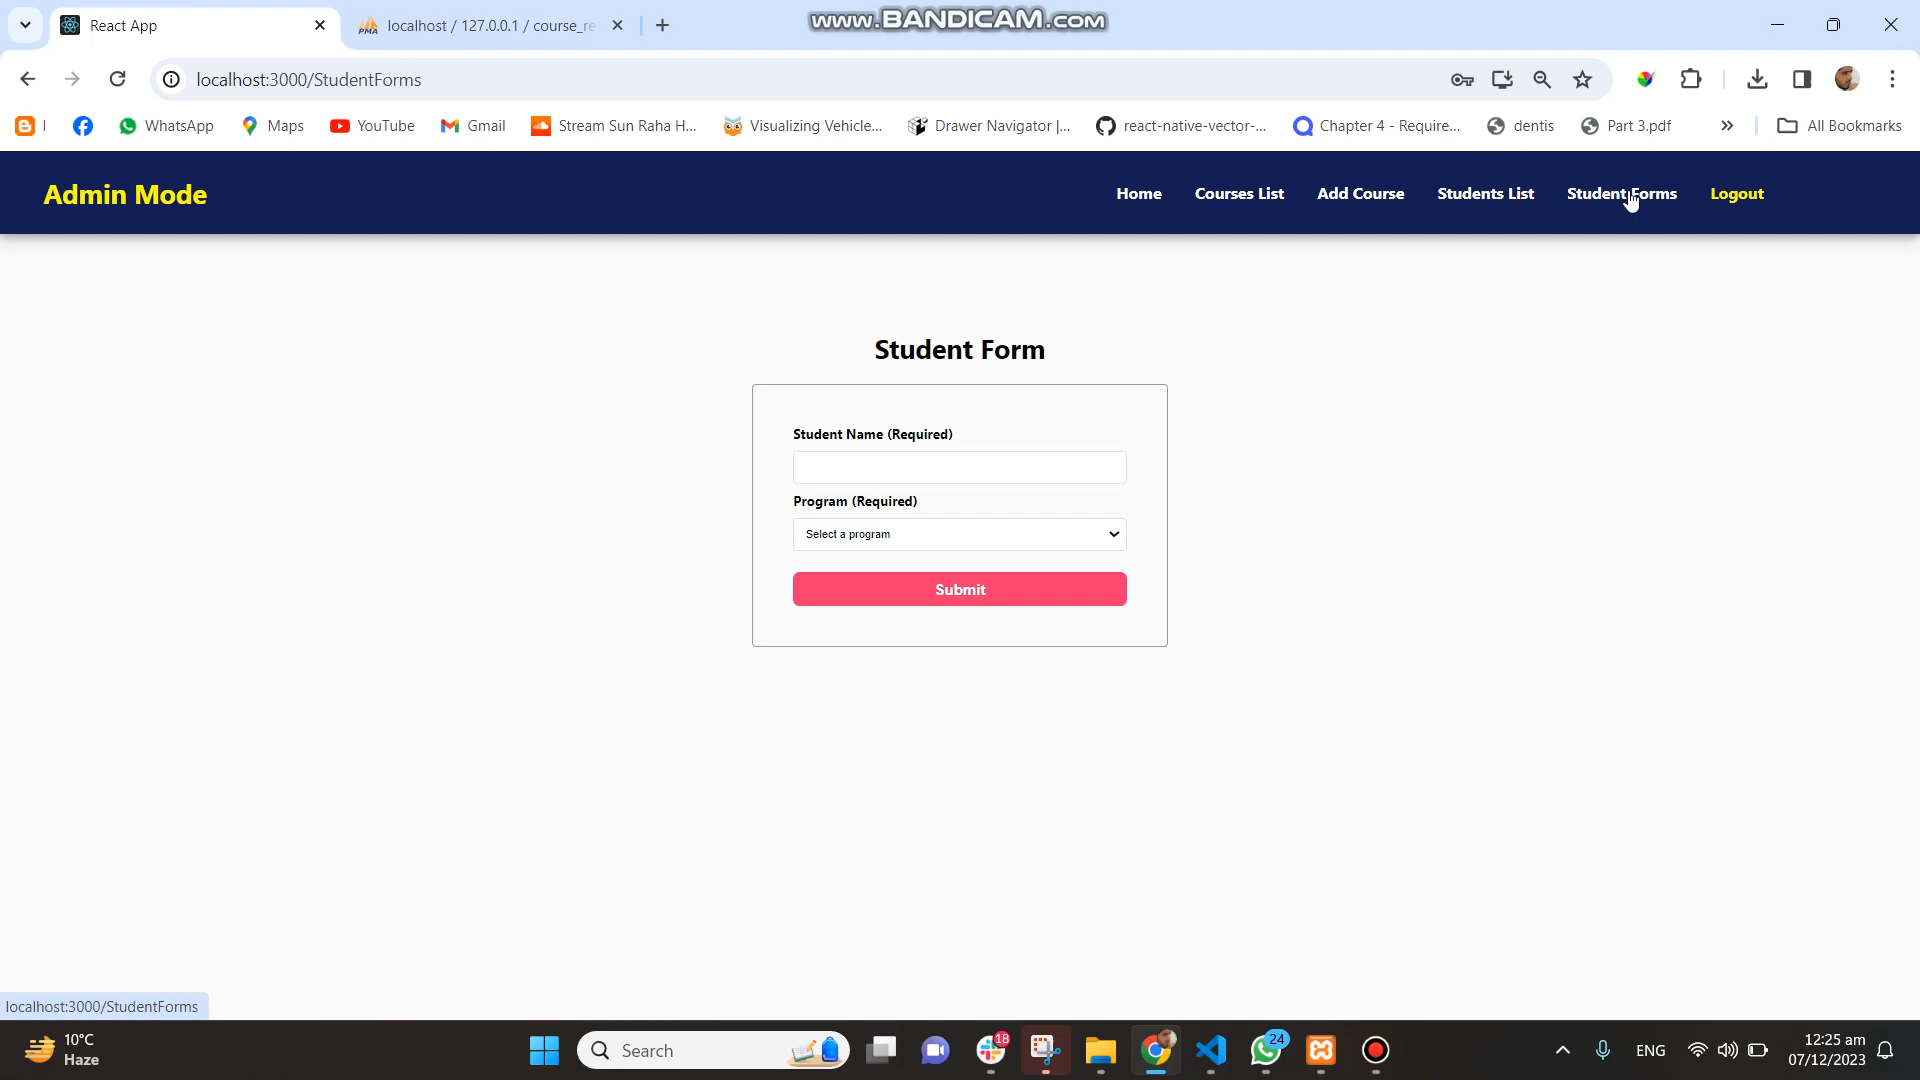 React App
localhost / 127.0.0.1 / course_re
www.BANDICAM.com
localhost:3000/StudentForms
I
WhatsApp
Maps
YouTube
Gmail
Stream Sun Raha H...
Visualizing Vehicle...
Drawer Navigator |...
react-native-vector-...
Chapter 4 - Require...
dentis
Part 3.pdf
All Bookmarks
Admin Mode
Home
Courses List
Add Course
Students List
Student Forms
Logout
Student Form
Student Name (Required)
Program (Required)
Select a program
Submit
localhost:3000/StudentForms
10°C
Haze
Search
18
24
ENG
12:25 am
07/12/2023